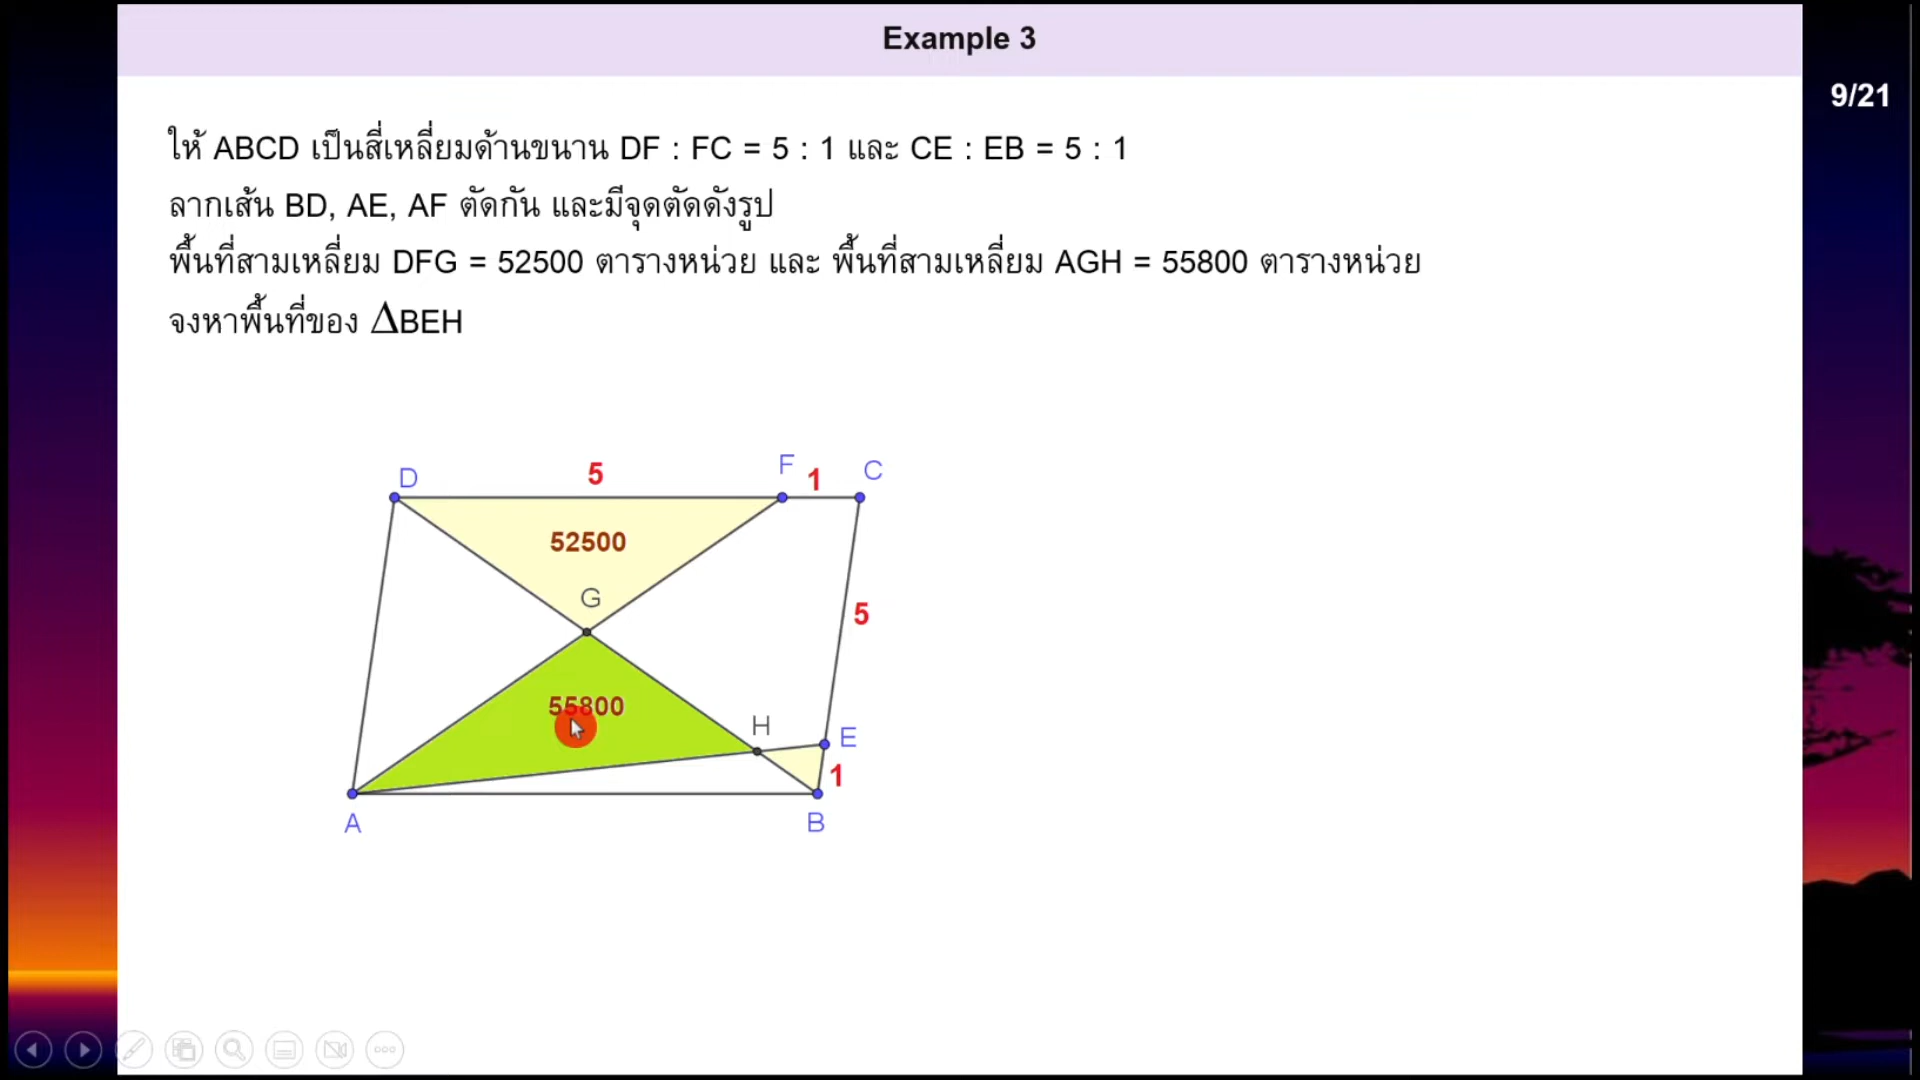 Example 3
9/21
ให้ ABCD เป็นสี่เหลี่ยมด้านขนาน DF : FC = 5 : 1 และ CE : EB = 5 : 1
ลากเส้น BD, AE, AF ตัดกัน และมีจุดตัดดังรูป
พื้นที่สามเหลี่ยม DFG = 52500 ตารางหน่วย และ พื้นที่สามเหลี่ยม AGH = 55800 ตารางหน่วย
จงหาพื้นที่ของ ΔBEH
D 5 F 1 C
52500
G
5
55800
H E
1
A B